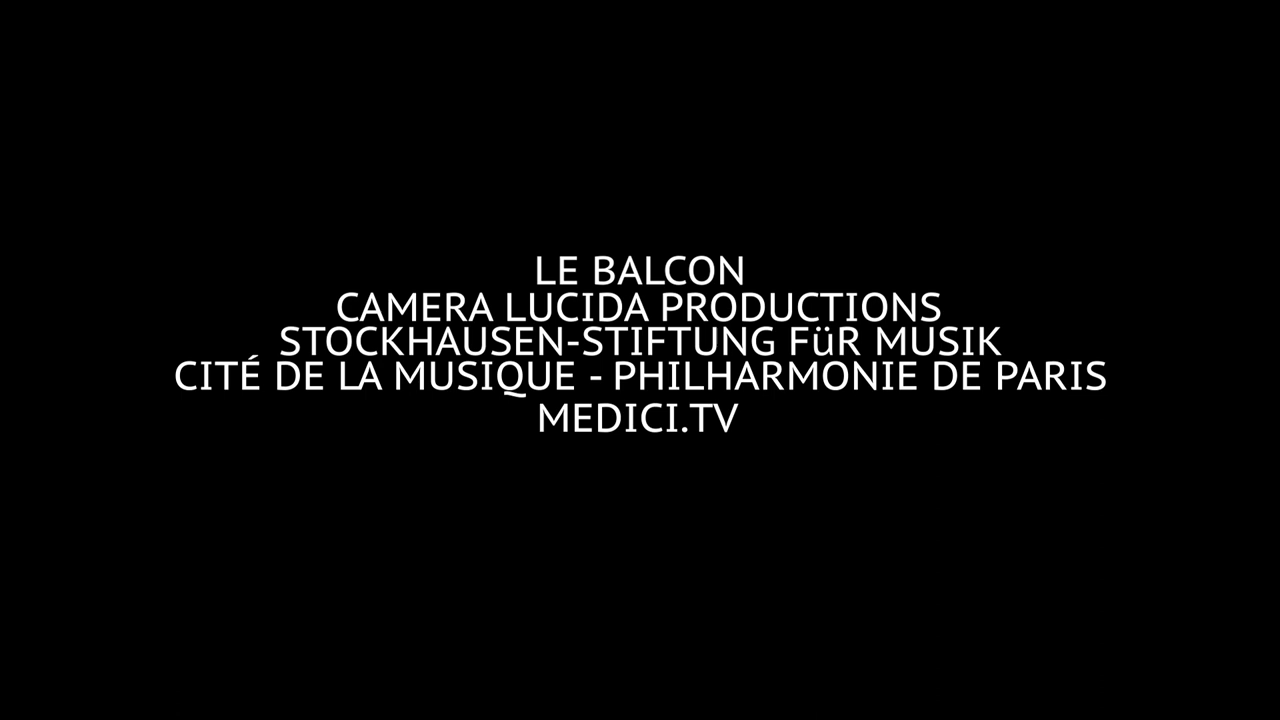 LE BALCON
CAMERA LUCIDA PRODUCTIONS
STOCKHAUSEN-STIFTUNG FüR MUSIK
CITÉ DE LA MUSIQUE - PHILHARMONIE DE PARIS
MEDICI.TV